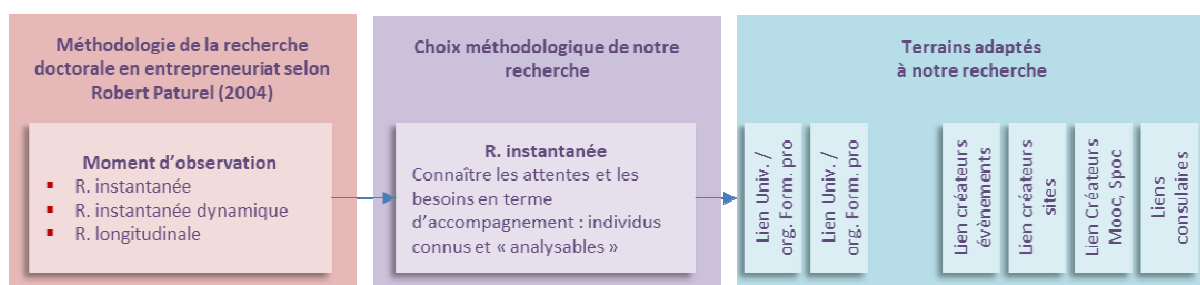 Méthodologie de la recherche
doctorale en entrepreneuriat selon
Robert Paturel (2004)
Moment d'observation
R. instantanée
R. instantanée dynamique
R. longitudinale
Choix méthodologique de notre
recherche
R. instantanée
Connaître les attentes et les
besoins en terme
d'accompagnement : individus
connus et « analysables »
Terrains adaptés
à notre recherche
Lien Univ. /
org. Form. pro
Lien Univ. /
org. Form. pro
Lien créateurs
évènements
Lien créateurs
sites
Lien Créateurs
Mooc, Spoc
Liens
consulaires